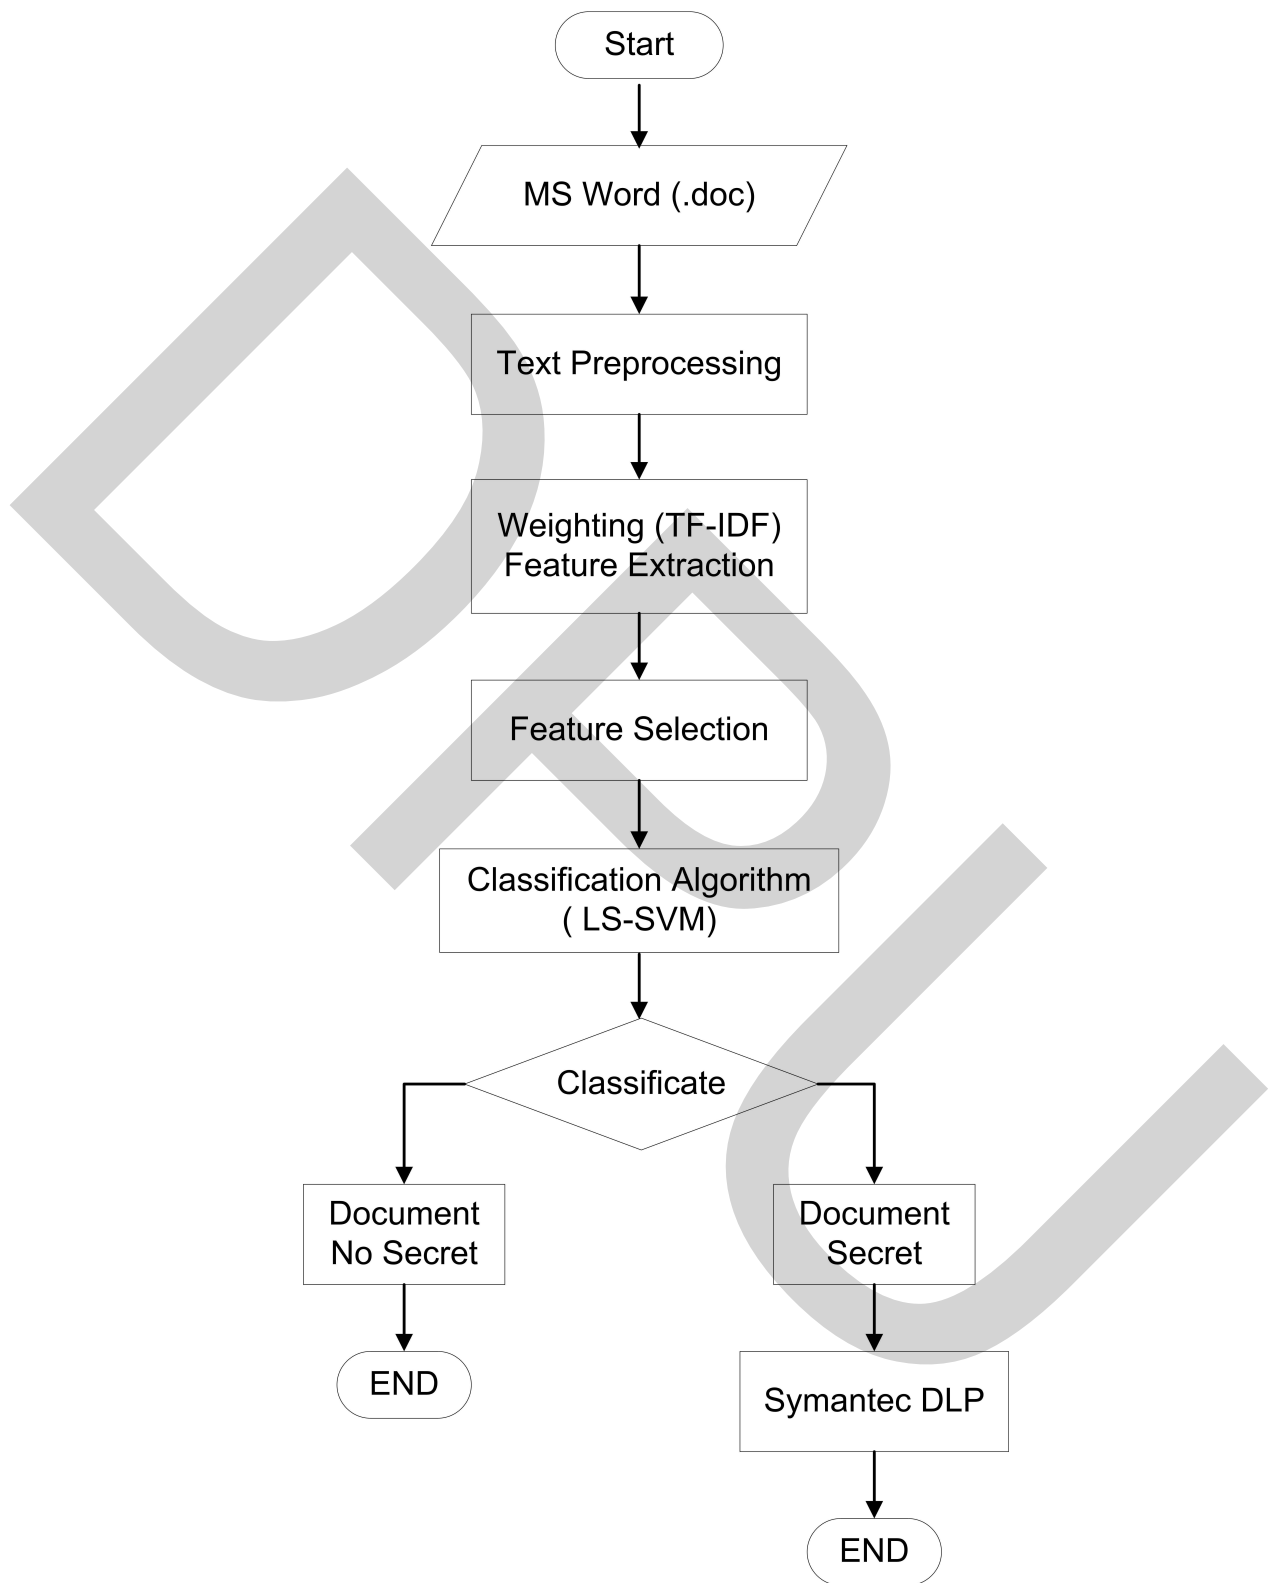 Start
MS Word (.doc)
Text Preprocessing
Weighting (TF-IDF)
Feature Extraction
Feature Selection
Classification Algorithm
( LS-SVM)
Classificate
Document
No Secret
Document
Secret
END
Symantec DLP
END
DPU